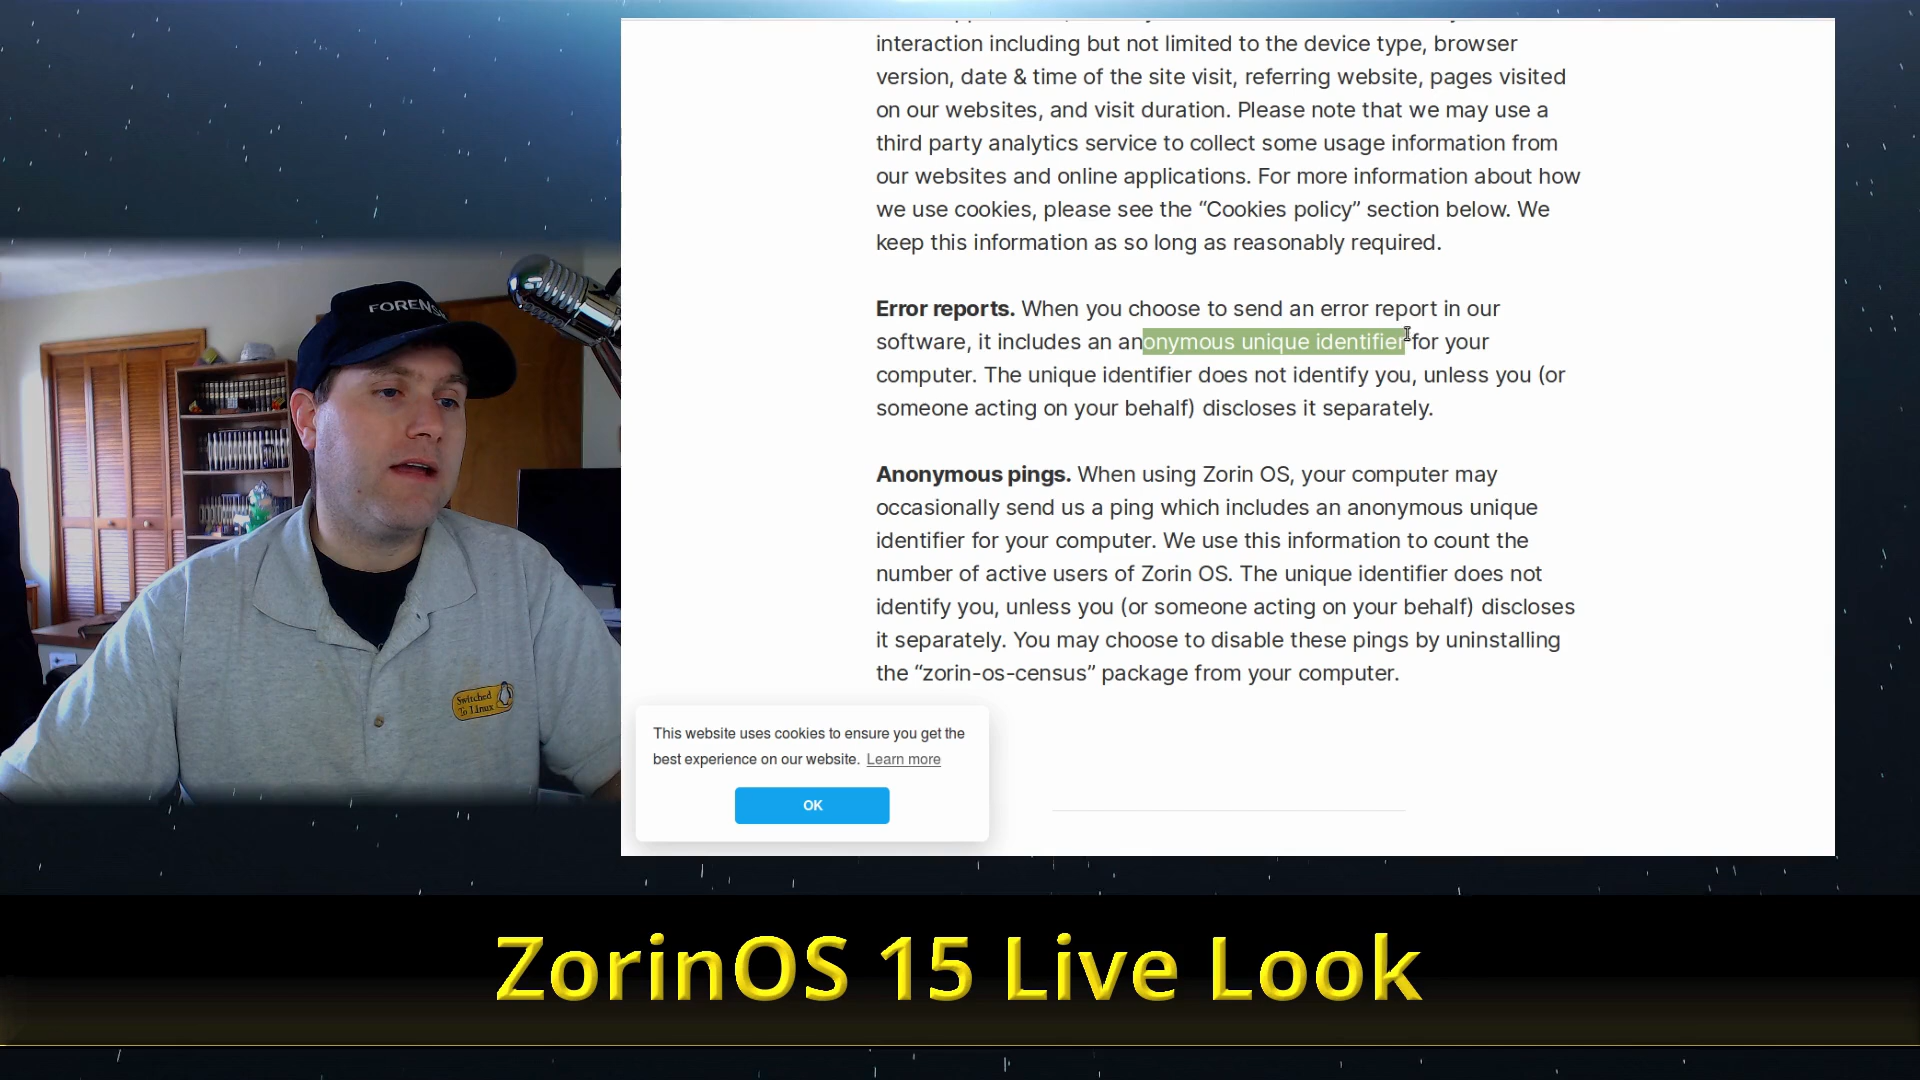 interaction including but not limited to the device type, browser
version, date & time of the site visit, referring website, pages visited
on our websites, and visit duration. Please note that we may use a
third party analytics service to collect some usage information from
our websites and online applications. For more information about how
we use cookies, please see the “Cookies policy” section below. We
keep this information as so long as reasonably required.
Error reports. When you choose to send an error report in our
software, it includes an anonymous unique identifier for your
computer. The unique identifier does not identify you, unless you (or
someone acting on your behalf) discloses it separately.
Anonymous pings. When using Zorin OS, your computer may
occasionally send us a ping which includes an anonymous unique
identifier for your computer. We use this information to count the
number of active users of Zorin OS. The unique identifier does not
identify you, unless you (or someone acting on your behalf) discloses
it separately. You may choose to disable these pings by uninstalling
the “zorin-os-census” package from your computer.
This website uses cookies to ensure you get the
best experience on our website. Learn more
OK
FORENS
Switched
To Linux
ZorinOS 15 Live Look